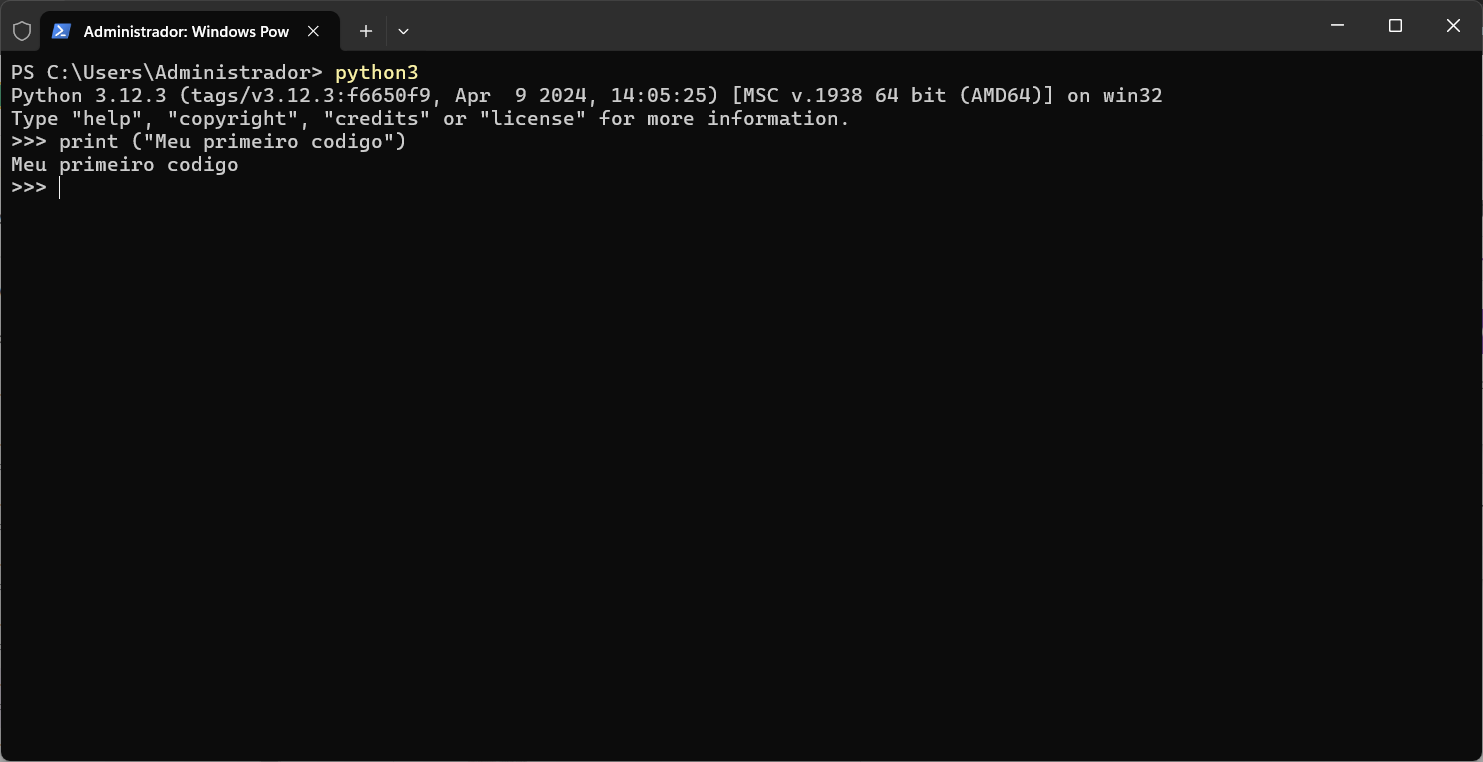 Administrador: Windows Pow
PS C:\Users\Administrador> python3
Python 3.12.3 (tags/v3.12.3:f6650f9, Apr  9 2024, 14:05:25) [MSC v.1938 64 bit (AMD64)] on win32
Type "help", "copyright", "credits" or "license" for more information.
>>> print ("Meu primeiro codigo")
Meu primeiro codigo
>>>